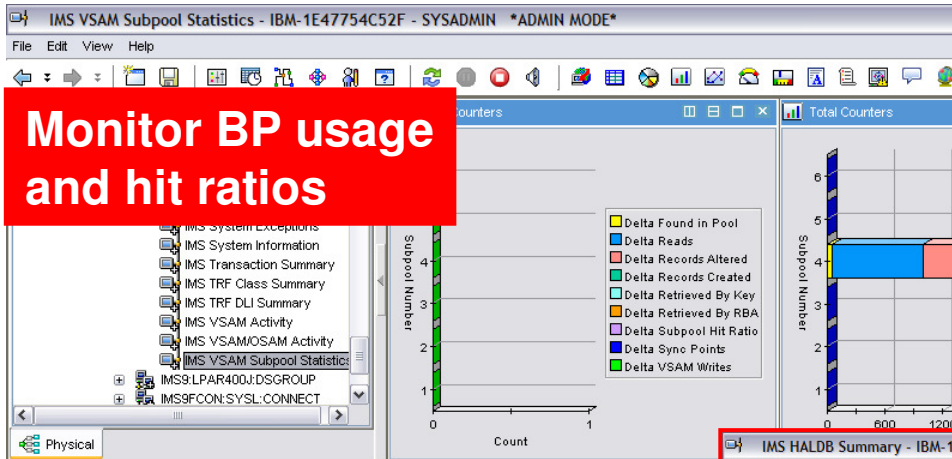 IMS VSAM Subpool Statistics - IBM-1E47754C52F - SYSADMIN *ADMIN MODE*
File Edit View Help
Monitor BP usage
and hit ratios
ounters
Total Counters
IMS System Exceptions
IMS System Information
IMS Transaction Summary
IMS TRF Class Summary
IMS TRF DLI Summary
IMS VSAM Activity
IMS VSAM/OSAM Activity
IMS VSAM Subpool Statistics
IMS9:LPAR400J:DSGROUP
IMS9FCON:SYSL:CONNECT
Physical
Subpool Number
4
3
2
1
0
1
Count
Delta Found in Pool
Delta Reads
Delta Records Altered
Delta Records Created
Delta Retrieved By Key
Delta Retrieved By RBA
Delta Subpool Hit Ratio
Delta Sync Points
Delta VSAM Writes
Subpool Number
6
5
4
3
2
1
0
600
1200
IMS HALDB Summary - IBM-1